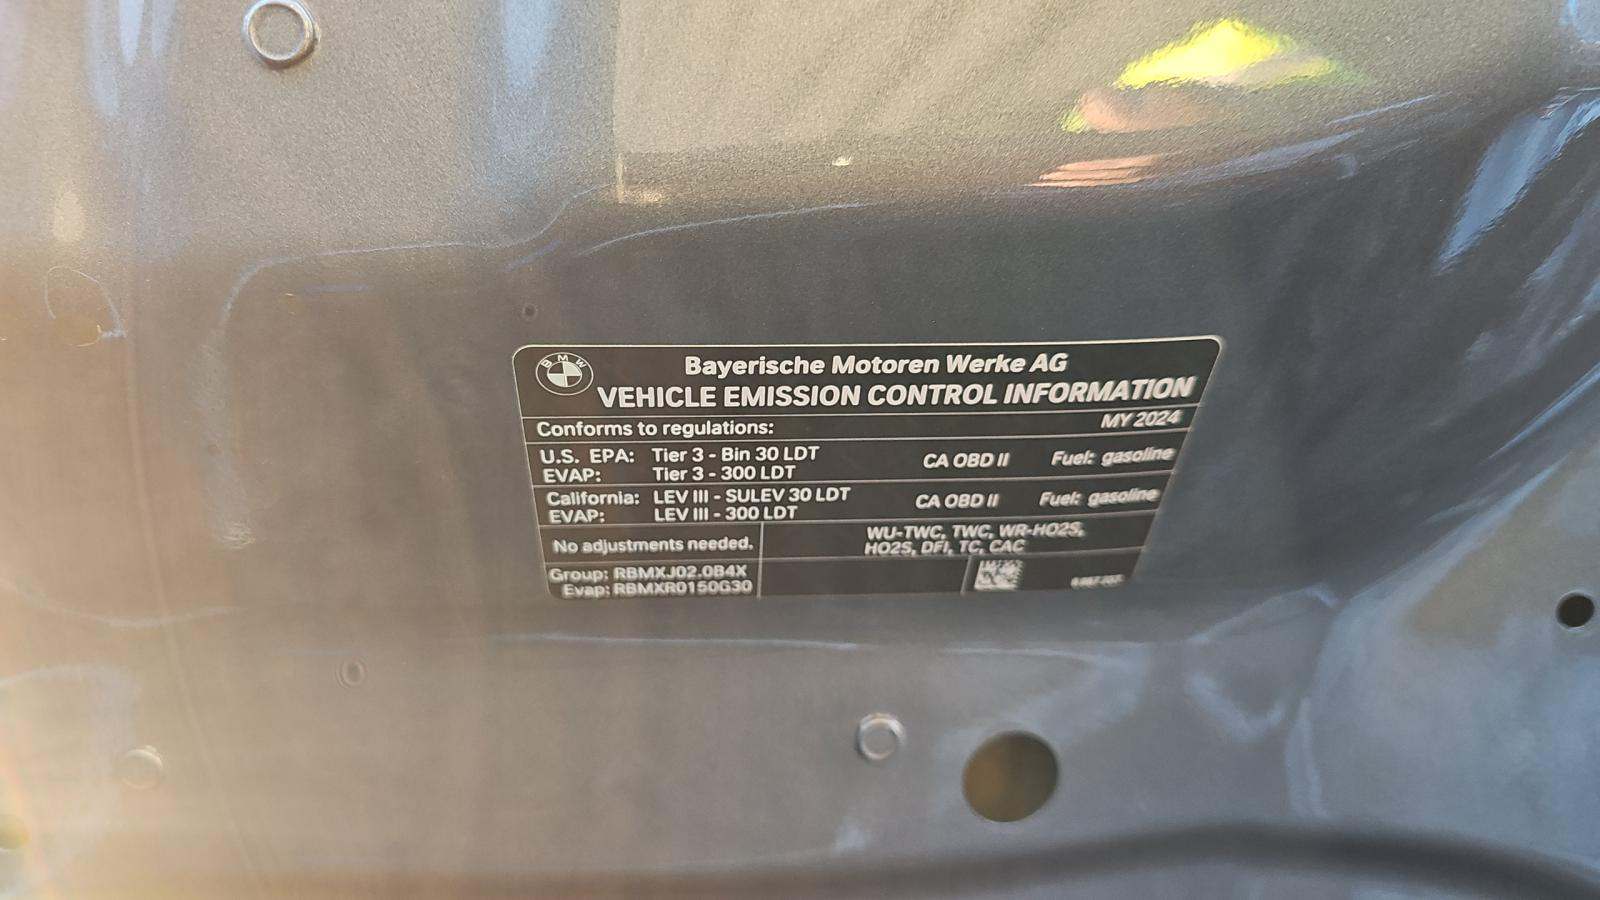 BMW
Bayerische Motoren Werke AG
VEHICLE EMISSION CONTROL INFORMATION
MY 2024
Conforms to regulations:
U.S. EPA: Tier 3 - Bin 30 LDT CA OBD II Fuel: gasoline
EVAP: Tier 3 - 300 LDT
California: LEV III - SULEV 30 LDT CA OBD II Fuel: gasoline
EVAP: LEV III - 300 LDT
No adjustments needed.
WU-TWC, TWC, WR-HO2S,
HO2S, DFI, TC, CAC
Group: RBMXJ02.0B4X
Evap: RBMXR0150G30